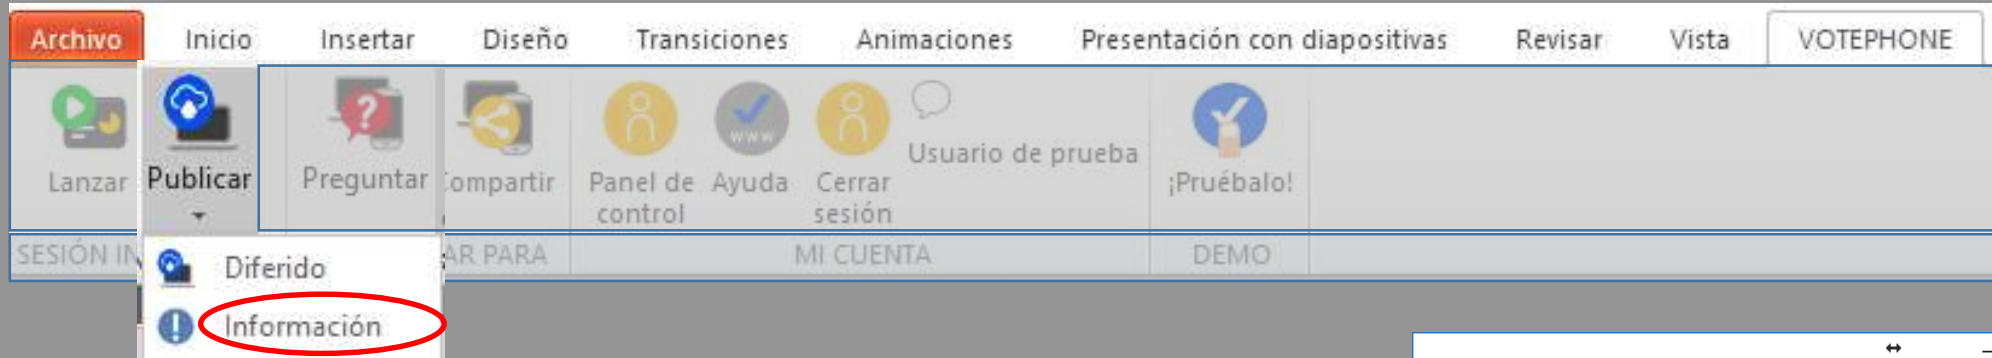 Archivo Inicio Insertar Diseño Transiciones Animaciones Presentación con diapositivas Revisar Vista VOTEPHONE
Lanzar Publicar Preguntar ompartir Panel de control Ayuda Cerrar sesión Usuario de prueba ¡Pruébalo!
SESIÓN IN AR PARA MI CUENTA DEMO
Diferido
Información